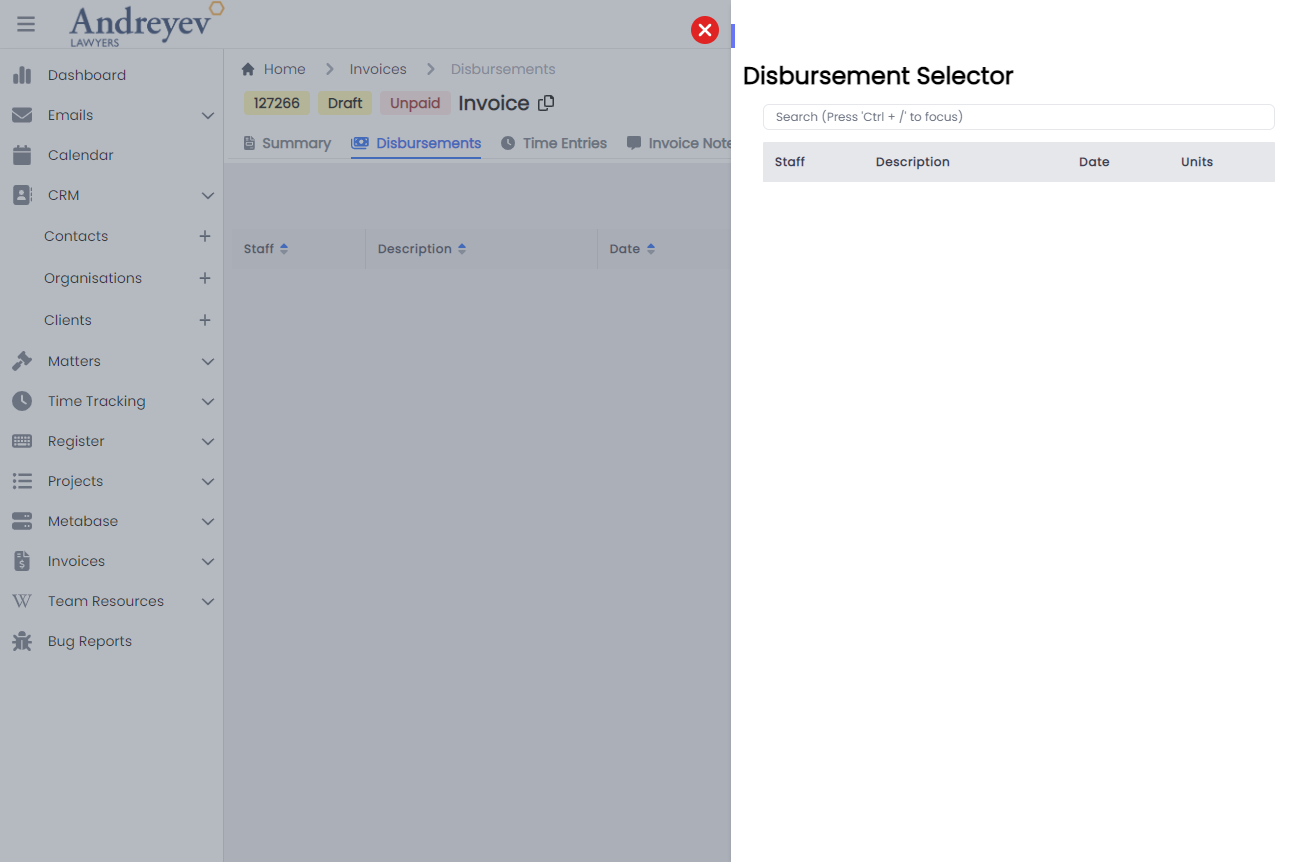 Andreyev
LAWYERS
Dashboard
Emails
Calendar
CRM
Contacts
Organisations
Clients
Matters
Time Tracking
Register
Projects
Metabase
Invoices
Team Resources
Bug Reports
Home > Invoices > Disbursements
127266 Draft Unpaid Invoice
Summary Disbursements Time Entries Invoice Note
Staff Description Date
Disbursement Selector
Search (Press 'Ctrl + /' to focus)
Staff Description Date Units